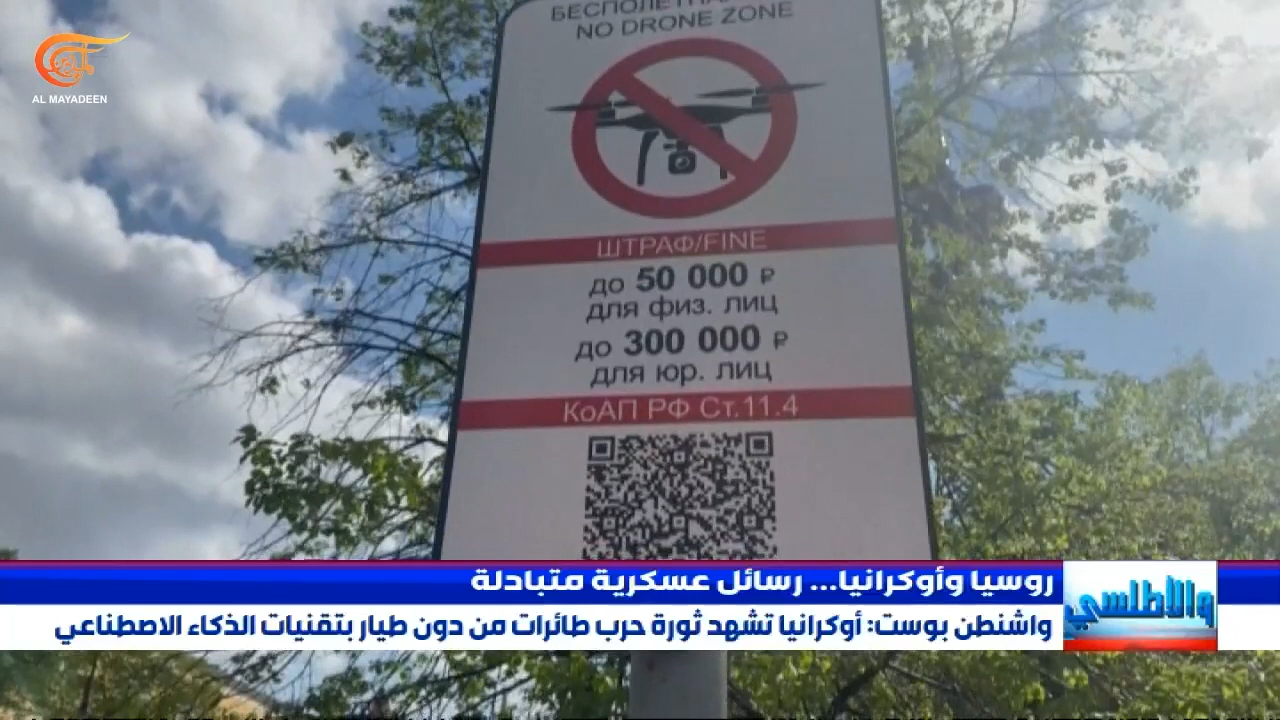 AL MAYADEEN
NO DRONE ZONE
ШТРАФ/FINE
до 50 000 ₽
для физ. лиц
до 300 000 ₽
для юр. лиц
КоАП РФ Ст.11.4
روسيا وأوكرانيا... رسائل عسكرية متبادلة
والأطلسي
واشنطن بوست: أوكرانيا تشهد ثورة حرب طائرات من دون طيار بتقنيات الذكاء الاصطناعي